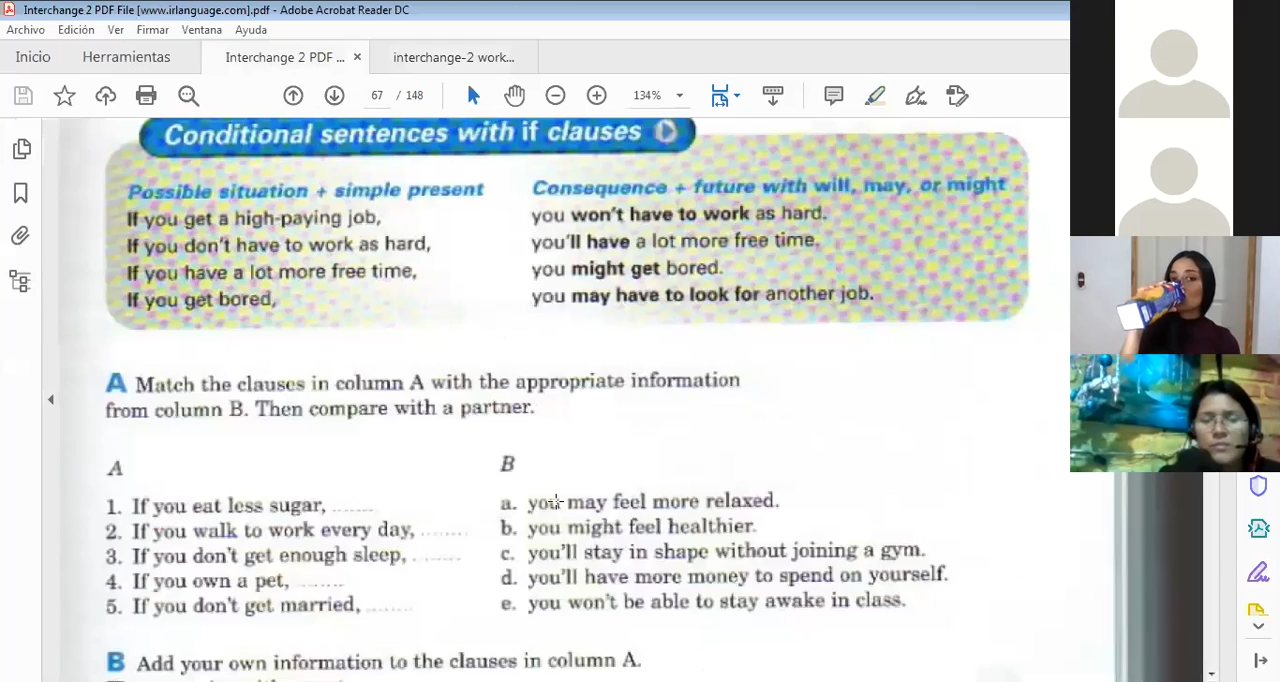 Interchange 2 PDF File [www.irlanguage.com].pdf - Adobe Acrobat Reader DC
Archivo Edición Ver Firmar Ventana Ayuda
Inicio Herramientas Interchange 2 PDF ... × interchange-2 work...
67 / 148 134%
Conditional sentences with if clauses
Possible situation + simple present
If you get a high-paying job,
If you don't have to work as hard,
If you have a lot more free time,
If you get bored,
Consequence + future with will, may, or might
you won't have to work as hard.
you'll have a lot more free time.
you might get bored.
you may have to look for another job.
A Match the clauses in column A with the appropriate information
from column B. Then compare with a partner.
A
1. If you eat less sugar, ........
2. If you walk to work every day, ........
3. If you don't get enough sleep, ........
4. If you own a pet, ........
5. If you don't get married, ........
B
a. you may feel more relaxed.
b. you might feel healthier.
c. you'll stay in shape without joining a gym.
d. you'll have more money to spend on yourself.
e. you won't be able to stay awake in class.
B Add your own information to the clauses in column A.